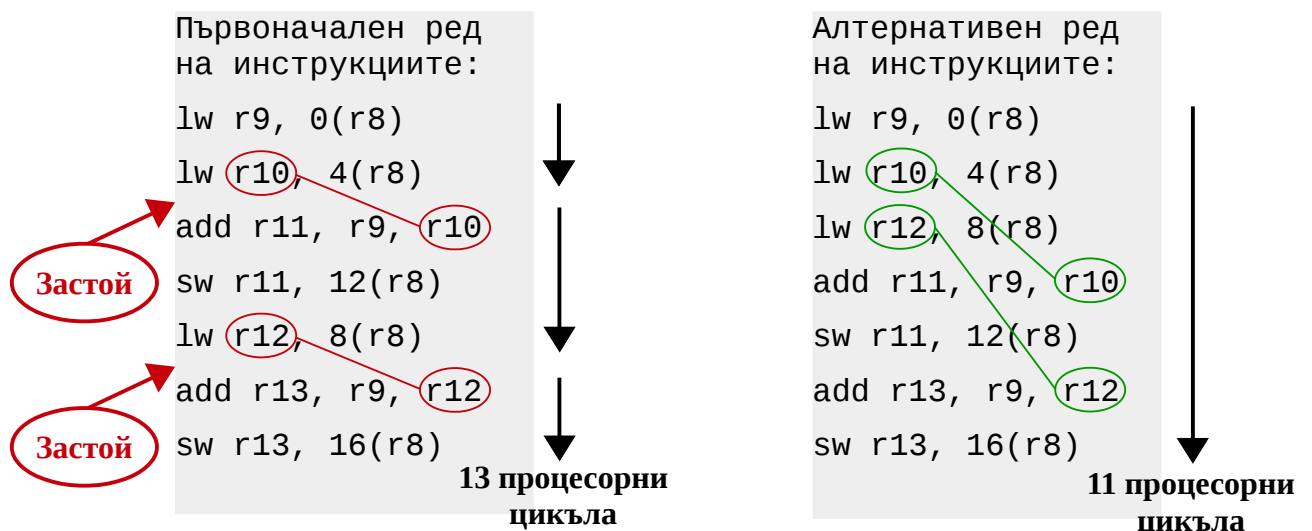 Първоначален ред
на инструкциите:
lw r9, 0(r8)
lw r10, 4(r8)
add r11, r9, r10
Застой
sw r11, 12(r8)
lw r12, 8(r8)
add r13, r9, r12
Застой
sw r13, 16(r8)
13 процесорни
цикъла
Алтернативен ред
на инструкциите:
lw r9, 0(r8)
lw r10, 4(r8)
lw r12, 8(r8)
add r11, r9, r10
sw r11, 12(r8)
add r13, r9, r12
sw r13, 16(r8)
11 процесорни
цикъла